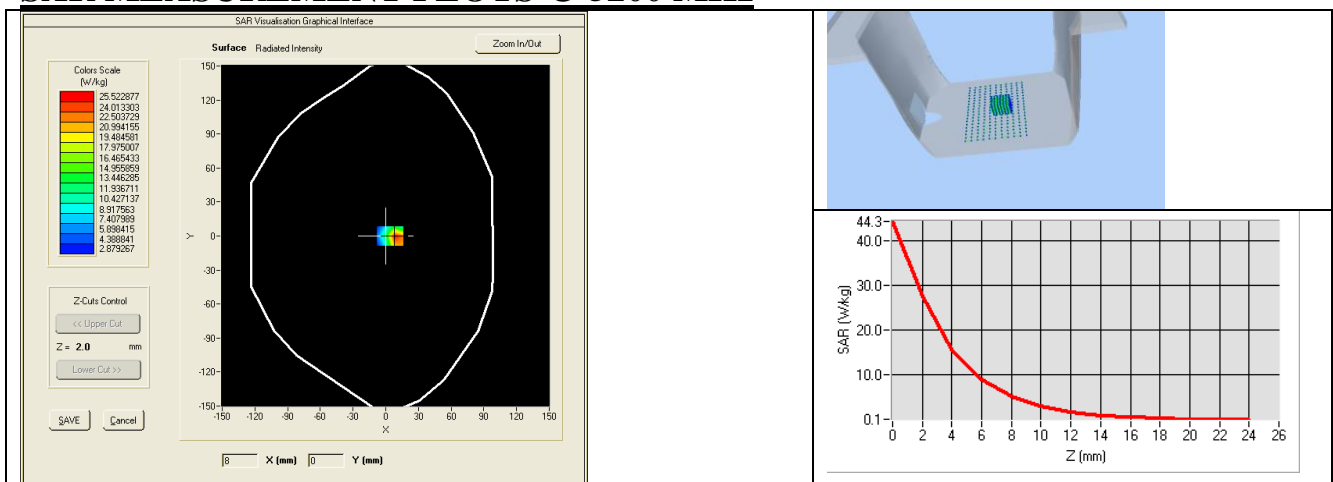 SAR MEASUREMENT PLOTS @ MHz
SAR Visualisation Graphical Interface
Surface Radiated Intensity
Zoom In/Out
Colors Scale
(W/kg)
25.522877
24.013303
22.503729
20.994155
19.484581
17.975007
16.465433
14.955859
13.446285
11.936711
10.427137
8.917563
7.407989
5.898415
4.388841
2.879267
Z-Cuts Control
<< Upper Cut
Z = 2.0 mm
Lower Cut >>
SAVE Cancel
150
120
90
60
30
0
-30
-60
-90
-120
-150
Y
-150 -120 -90 -60 -30 0 30 60 90 120 150
X
8 X (mm) 0 Y (mm)
44.3
40.0
30.0
20.0
10.0
0.1
SAR (W/kg)
0 2 4 6 8 10 12 14 16 18 20 22 24 26
Z (mm)